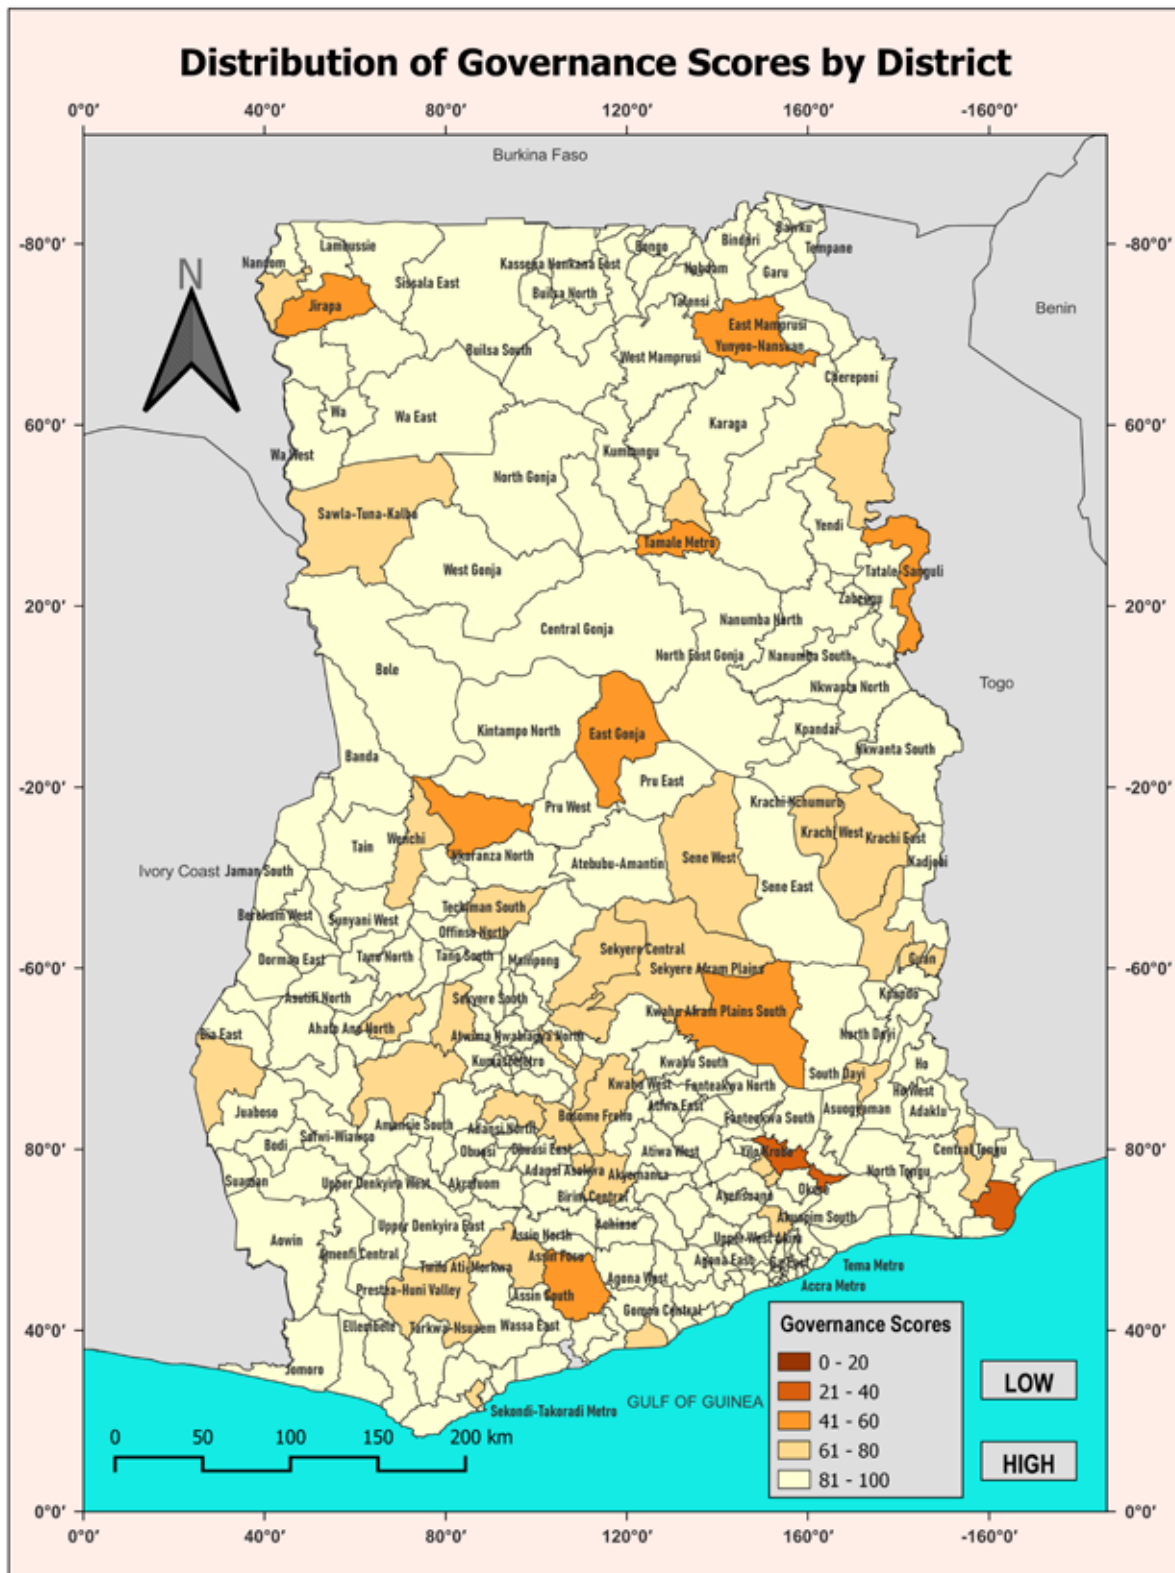 Distribution of Governance Scores by District
0°0′ 40°0′ 80°0′ 120°0′ 160°0′ -160°0′
Burkina Faso
-80°0′ -80°0′
N
Nandom
Lambussie
Sissala East
Kassena Nankana East
Bongo
Bindori
Bawku
Tempane
Nabdam
Garu
Builsa North
Talensi
Jirapa
East Mamprusi
Yunyoo-Nansuan
Benin
Builsa South
West Mamprusi
Chereponi
Wa
Wa East
Karaga
60°0′ 60°0′
Wa West
Kumbungu
North Gonja
Sawla-Tuna-Kalba
Yendi
Tamale Metro
West Gonja
Tatale-Sanguli
Zabzugu
20°0′ 20°0′
Central Gonja
Nanumba North
North East Gonja
Nanumba South
Bole
Nkwanta North
Togo
Kintampo North
East Gonja
Kpandai
Nkwanta South
Banda
-20°0′ -20°0′
Pru East
Pru West
Krachi Nchumuru
Krachi West
Krachi East
Wenchi
Tain
Nkoranza North
Atebubu-Amantin
Sene West
Kadjebi
Ivory Coast
Jaman South
Sene East
Techiman South
Berekum West
Sunyani West
Offinso North
Sekyere Central
Dormaa East
Tano North
Tano South
Mampong
Guan
-60°0′ -60°0′
Sekyere Afram Plains
Asutifi North
Sekyere South
Kpando
Kwahu Afram Plains South
Bia East
Ahafo Ano North
Atwima Nwabiagya North
North Dayi
Kumasi Metro
Kwahu South
Ho
Kwahu West
Fanteakwa North
South Dayi
Ho West
Juaboso
Bosome Freho
Atiwa East
Fanteakwa South
Asuogyaman
Adaklu
Amansie South
Adansi North
Bodi
Sefwi-Wiawso
Obuasi
Obuasi East
Atiwa West
Yilo Krobo
Central Tongu
80°0′ 80°0′
Suaman
Upper Denkyira West
Akrofuom
Adansi Asokwa
Akyemansa
North Tongu
Birim Central
Ayensuano
Okere
Upper Denkyira East
Achiase
Akuapim South
Aowin
Amenfi Central
Assin North
Upper West Akim
Twifo Ati-Morkwa
Assin Foso
Agona East
Ga East
Tema Metro
Prestea-Huni Valley
Assin South
Agona West
Accra Metro
Ellembele
Tarkwa-Nsuaem
Wassa East
Gomoa Central
Jomoro
Sekondi-Takoradi Metro
GULF OF GUINEA
40°0′ 40°0′
Governance Scores
0 - 20
21 - 40
41 - 60
61 - 80
81 - 100
LOW
HIGH
0 50 100 150 200 km
0°0′ 0°0′
0°0′ 40°0′ 80°0′ 120°0′ 160°0′ -160°0′